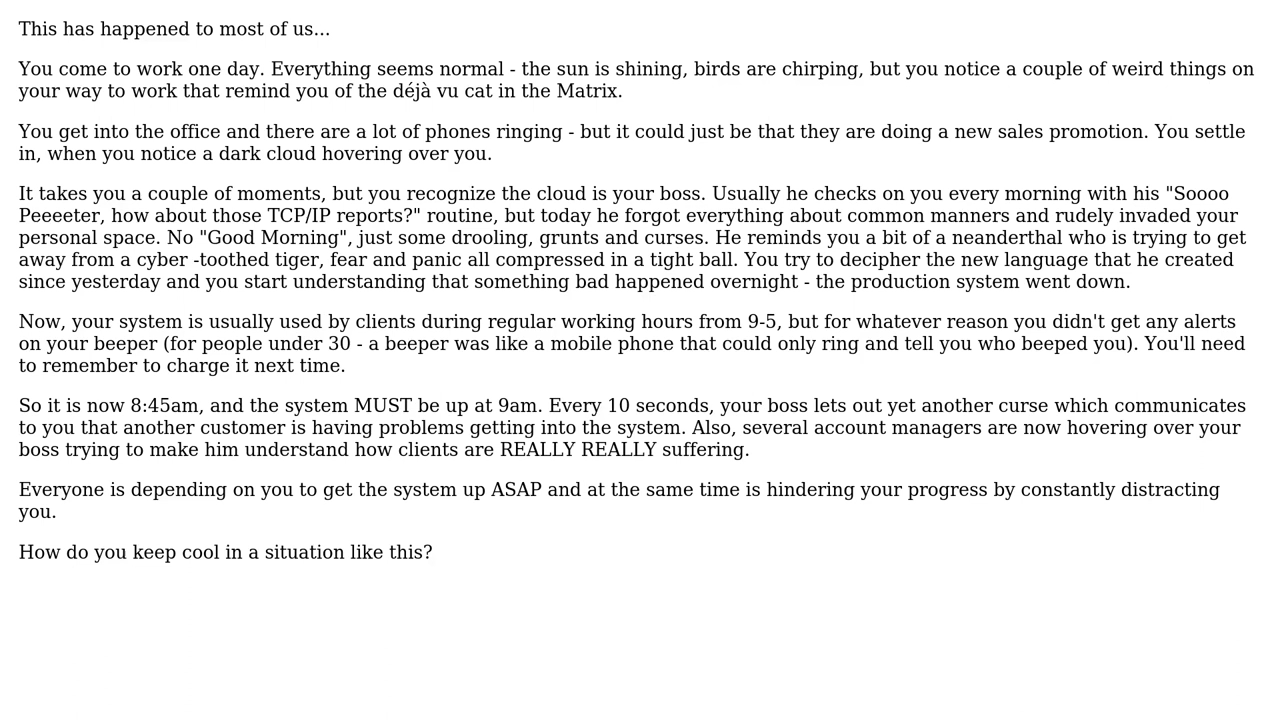 This has happened to most of us...
You come to work one day. Everything seems normal - the sun is shining, birds are chirping, but you notice a couple of weird things on
your way to work that remind you of the déjà vu cat in the Matrix.
You get into the office and there are a lot of phones ringing - but it could just be that they are doing a new sales promotion. You settle
in, when you notice a dark cloud hovering over you.
It takes you a couple of moments, but you recognize the cloud is your boss. Usually he checks on you every morning with his "Soooo
Peeeeter, how about those TCP/IP reports?" routine, but today he forgot everything about common manners and rudely invaded your
personal space. No "Good Morning", just some drooling, grunts and curses. He reminds you a bit of a neanderthal who is trying to get
away from a cyber -toothed tiger, fear and panic all compressed in a tight ball. You try to decipher the new language that he created
since yesterday and you start understanding that something bad happened overnight - the production system went down.
Now, your system is usually used by clients during regular working hours from 9-5, but for whatever reason you didn't get any alerts
on your beeper (for people under 30 - a beeper was like a mobile phone that could only ring and tell you who beeped you). You'll need
to remember to charge it next time.
So it is now 8:45am, and the system MUST be up at 9am. Every 10 seconds, your boss lets out yet another curse which communicates
to you that another customer is having problems getting into the system. Also, several account managers are now hovering over your
boss trying to make him understand how clients are REALLY REALLY suffering.
Everyone is depending on you to get the system up ASAP and at the same time is hindering your progress by constantly distracting
you.
How do you keep cool in a situation like this?